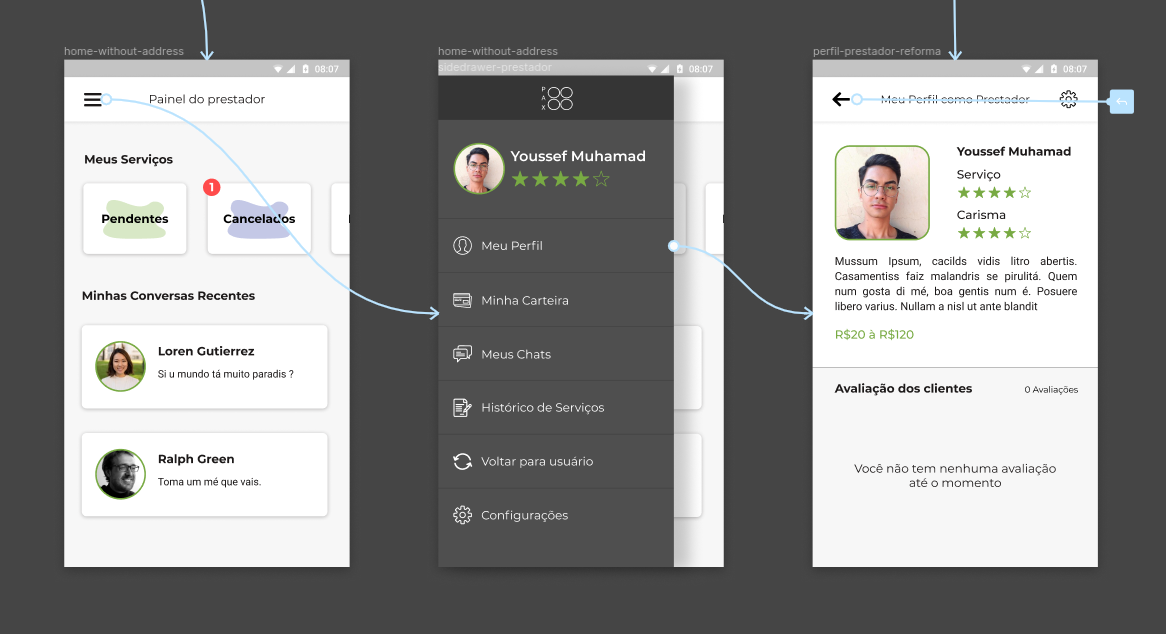 home-without-address
08:07
Painel do prestador
Meus Serviços
1
Pendentes
Cancelados
Minhas Conversas Recentes
Loren Gutierrez
Si u mundo tá muito paradis ?
Ralph Green
Toma um mé que vais.
home-without-address
sidedrawer-prestador
08:07
P
A
X
Youssef Muhamad
Meu Perfil
Minha Carteira
Meus Chats
Histórico de Serviços
Voltar para usuário
Configurações
perfil-prestador-reforma
08:07
Meu Perfil como Prestador
Youssef Muhamad
Serviço
Carisma
Mussum Ipsum, cacilds vidis litro abertis.
Casamentiss faiz malandris se pirulitá. Quem
num gosta di mé, boa gentis num é. Posuere
libero varius. Nullam a nisl ut ante blandit
R$20 à R$120
Avaliação dos clientes
0 Avaliações
Você não tem nenhuma avaliação
até o momento